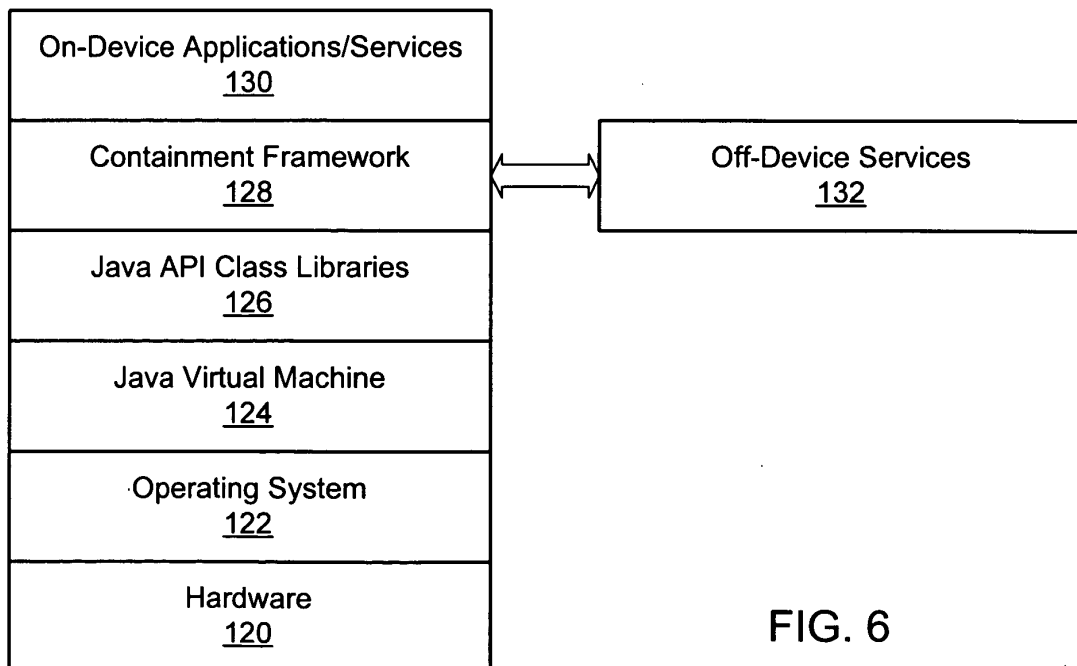 On-Device Applications/Services
130
Containment Framework
128
Off-Device Services
132
Java API Class Libraries
126
Java Virtual Machine
124
Operating System
122
Hardware
120
FIG. 6